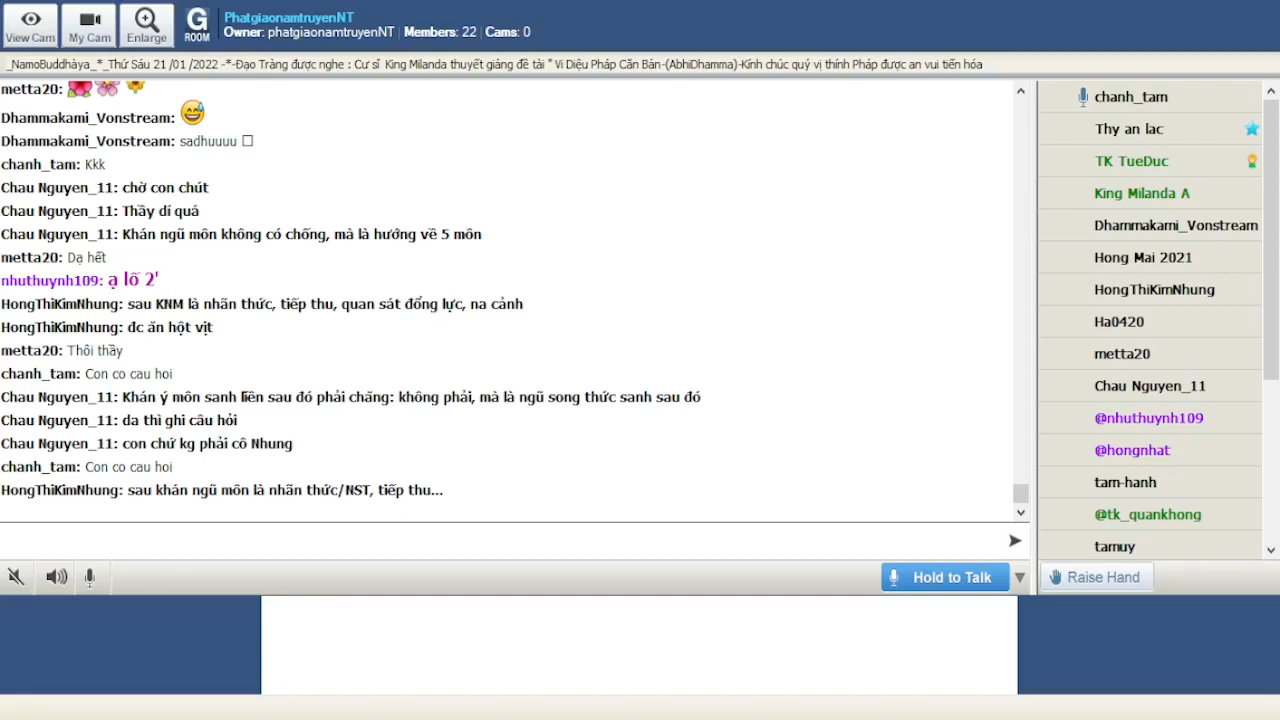 View Cam
My Cam
Enlarge
G
ROOM
PhatgiaonamtruyenNT
Owner: phatgiaonamtruyenNT | Members: 22 | Cams: 0
_NamoBuddhàya_*_Thứ Sáu 21 /01 /2022 -*-Đạo Tràng được nghe : Cư sĩ King Milanda thuyết giảng đề tài " Vi Diệu Pháp Căn Bản-(AbhiDhamma)-Kính chúc quý vị thính Pháp được an vui tiến hóa
metta20:
Dhammakami_Vonstream:
Dhammakami_Vonstream: sadhuuuu □
chanh_tam: Kkk
Chau Nguyen_11: chờ con chút
Chau Nguyen_11: Thầy dí quá
Chau Nguyen_11: Khán ngũ môn không có chống, mà là hướng về 5 môn
metta20: Dạ hết
nhuthuynh109: ạ lố 2'
HongThiKimNhung: sau KNM là nhãn thức, tiếp thu, quan sát đổng lực, na cảnh
HongThiKimNhung: đc ăn hột vịt
metta20: Thôi thầy
chanh_tam: Con co cau hoi
Chau Nguyen_11: Khán ý môn sanh liền sau đó phải chăng: không phải, mà là ngũ song thức sanh sau đó
Chau Nguyen_11: da thì ghi câu hỏi
Chau Nguyen_11: con chứ kg phải cô Nhung
chanh_tam: Con co cau hoi
HongThiKimNhung: sau khán ngũ môn là nhãn thức/NST, tiếp thu...
Hold to Talk
chanh_tam
Thy an lac
TK TueDuc
King Milanda A
Dhammakami_Vonstream
Hong Mai 2021
HongThiKimNhung
Ha0420
metta20
Chau Nguyen_11
@nhuthuynh109
@hongnhat
tam-hanh
@tk_quankhong
tamuy
Raise Hand